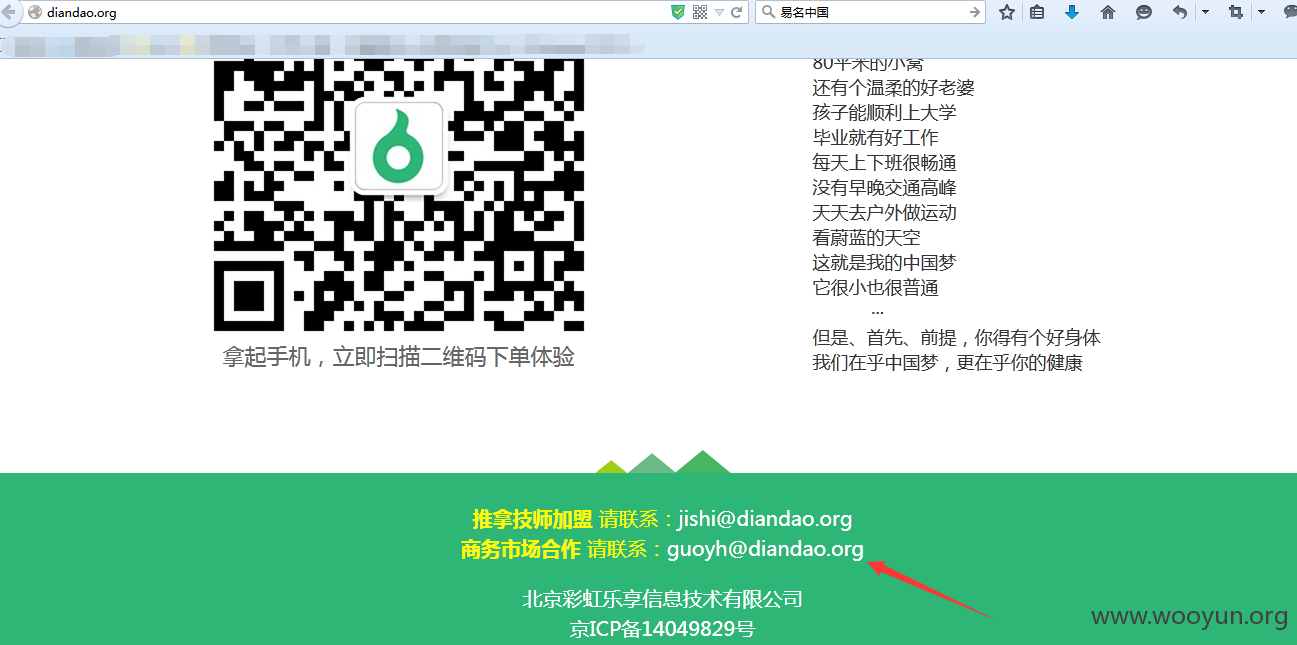 diandao.org
易名中国
80平米的小窝
还有个温柔的好老婆
孩子能顺利上大学
毕业就有好工作
每天上下班很畅通
没有早晚交通高峰
天天去户外做运动
看蔚蓝的天空
这就是我的中国梦
它很小也很普通
...
但是、首先、前提，你得有个好身体
我们在乎中国梦，更在乎你的健康
拿起手机，立即扫描二维码下单体验
推拿技师加盟 请联系：jishi@diandao.org
商务市场合作 请联系：guoyh@diandao.org
北京彩虹乐享信息技术有限公司
京ICP备14049829号
www.wooyun.org